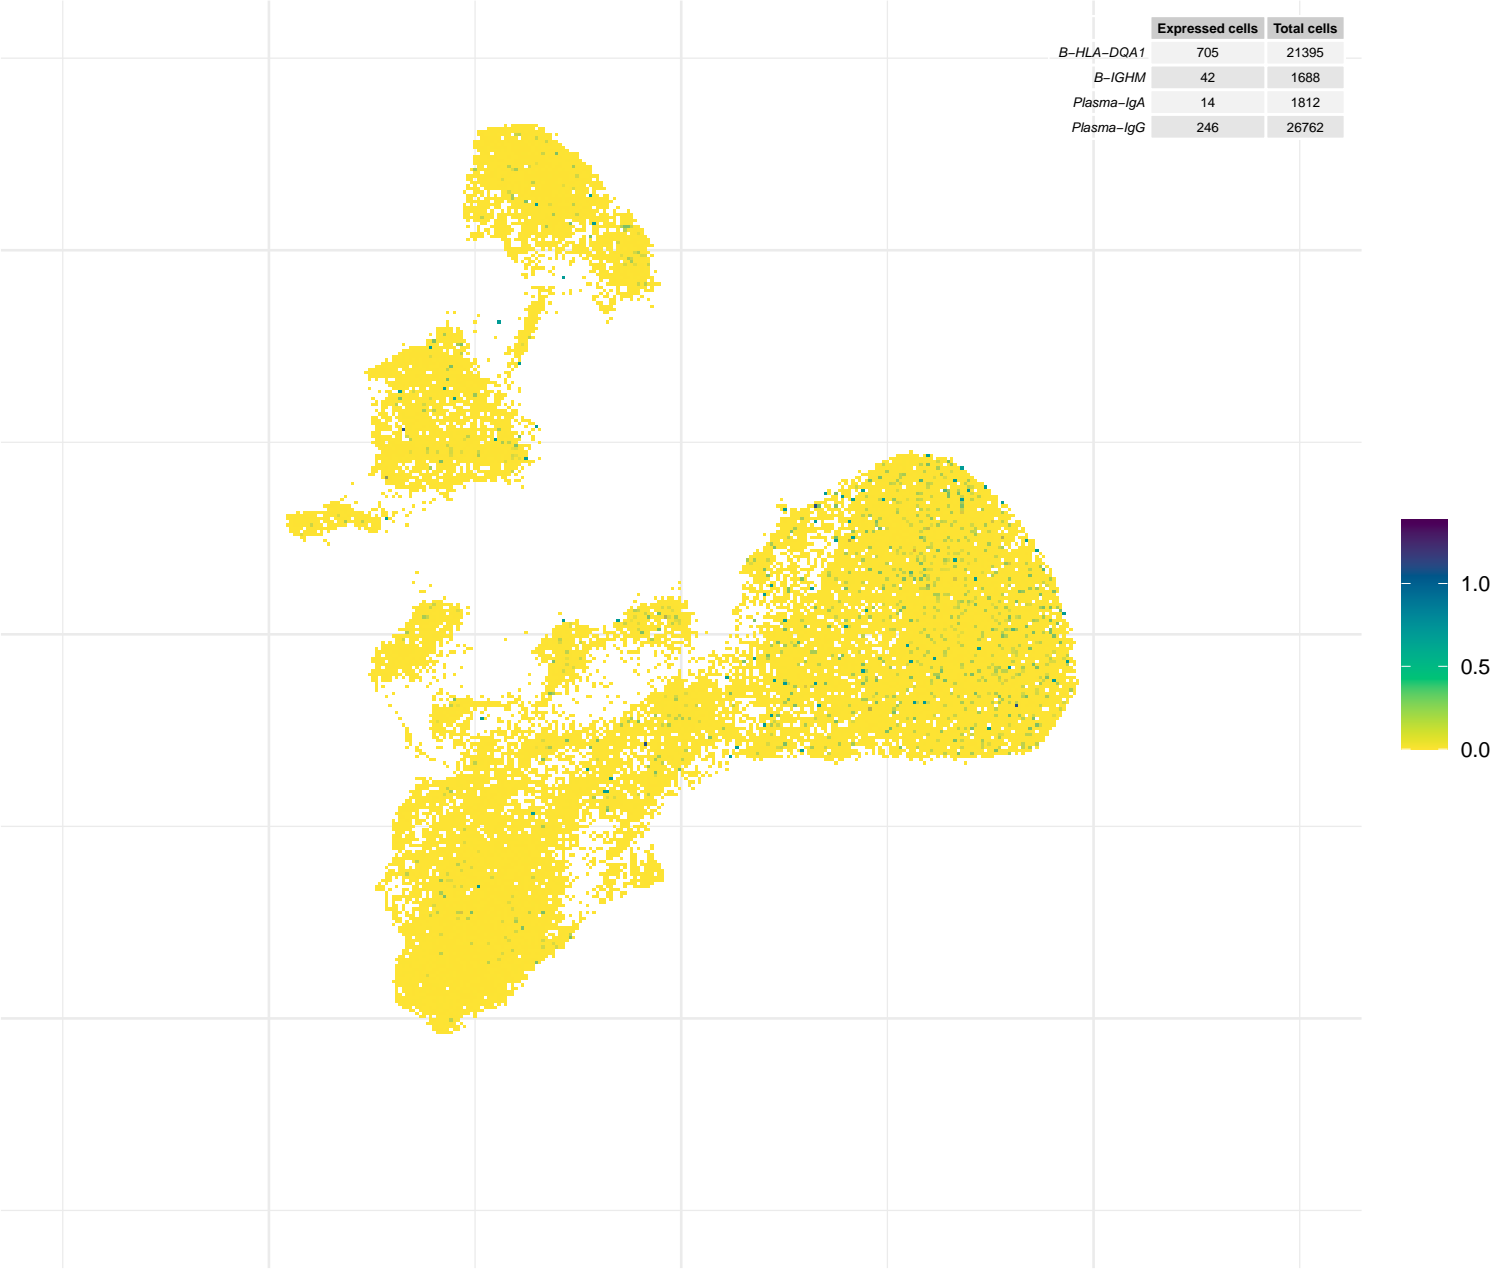 Expressed cells Total cells
B−HLA−DQA1 705 21395
B−IGHM 42 1688
Plasma−IgA 14 1812
Plasma−IgG 246 26762
1.0
0.5
0.0